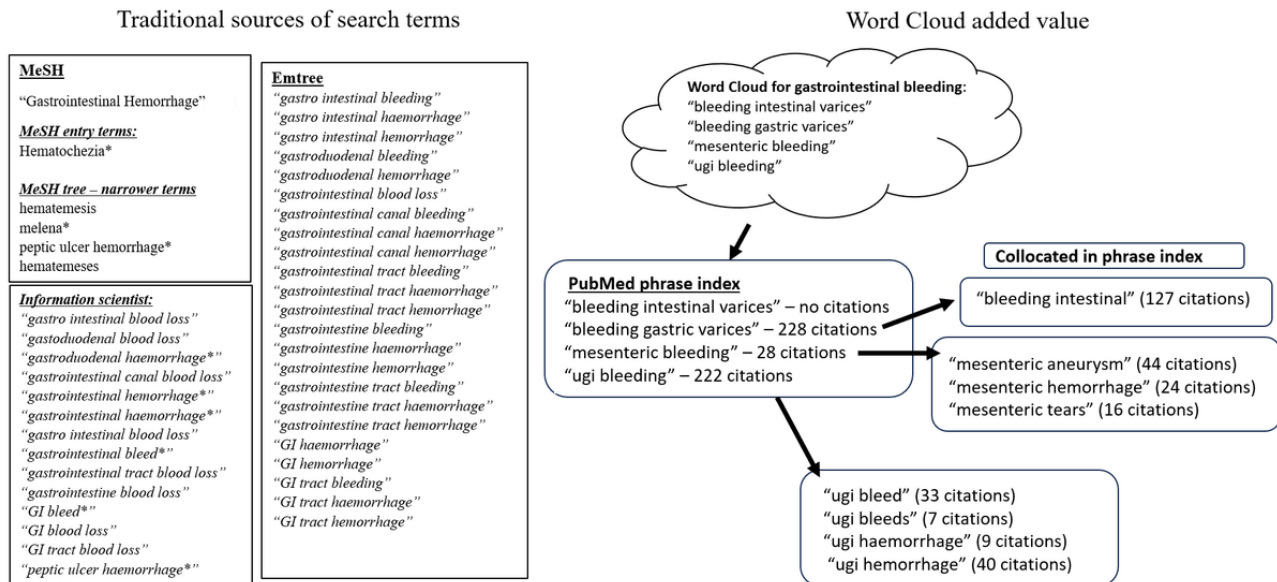 Traditional sources of search terms
Word Cloud added value
MeSH
“Gastrointestinal Hemorrhage”
MeSH entry terms:
Hematochezia*
MeSH tree – narrower terms
hematemesis
melena*
peptic ulcer hemorrhage*
hematemeses
Information scientist:
“gastro intestinal blood loss”
“gastoduodenal blood loss”
“gastroduodenal haemorrhage*”
“gastrointestinal canal blood loss”
“gastrointestinal hemorrhage*”
“gastrointestinal haemorrhage*”
“gastro intestinal blood loss”
“gastrointestinal bleed*”
“gastrointestinal tract blood loss”
“gastrointestine blood loss”
“GI bleed*”
“GI blood loss”
“GI tract blood loss”
“peptic ulcer haemorrhage*”
Emtree
“gastro intestinal bleeding”
“gastro intestinal haemorrhage”
“gastro intestinal hemorrhage”
“gastroduodenal bleeding”
“gastroduodenal hemorrhage”
“gastrointestinal blood loss”
“gastrointestinal canal bleeding”
“gastrointestinal canal haemorrhage”
“gastrointestinal canal hemorrhage”
“gastrointestinal tract bleeding”
“gastrointestinal tract haemorrhage”
“gastrointestinal tract hemorrhage”
“gastrointestine bleeding”
“gastrointestine haemorrhage”
“gastrointestine hemorrhage”
“gastrointestine tract bleeding”
“gastrointestine tract haemorrhage”
“gastrointestine tract hemorrhage”
“GI haemorrhage”
“GI hemorrhage”
“GI tract bleeding”
“GI tract haemorrhage”
“GI tract hemorrhage”
Word Cloud for gastrointestinal bleeding:
“bleeding intestinal varices”
“bleeding gastric varices”
“mesenteric bleeding”
“ugi bleeding”
PubMed phrase index
“bleeding intestinal varices” – no citations
“bleeding gastric varices” – 228 citations
“mesenteric bleeding” – 28 citations
“ugi bleeding” – 222 citations
Collocated in phrase index
“bleeding intestinal” (127 citations)
“mesenteric aneurysm” (44 citations)
“mesenteric hemorrhage” (24 citations)
“mesenteric tears” (16 citations)
“ugi bleed” (33 citations)
“ugi bleeds” (7 citations)
“ugi haemorrhage” (9 citations)
“ugi hemorrhage” (40 citations)